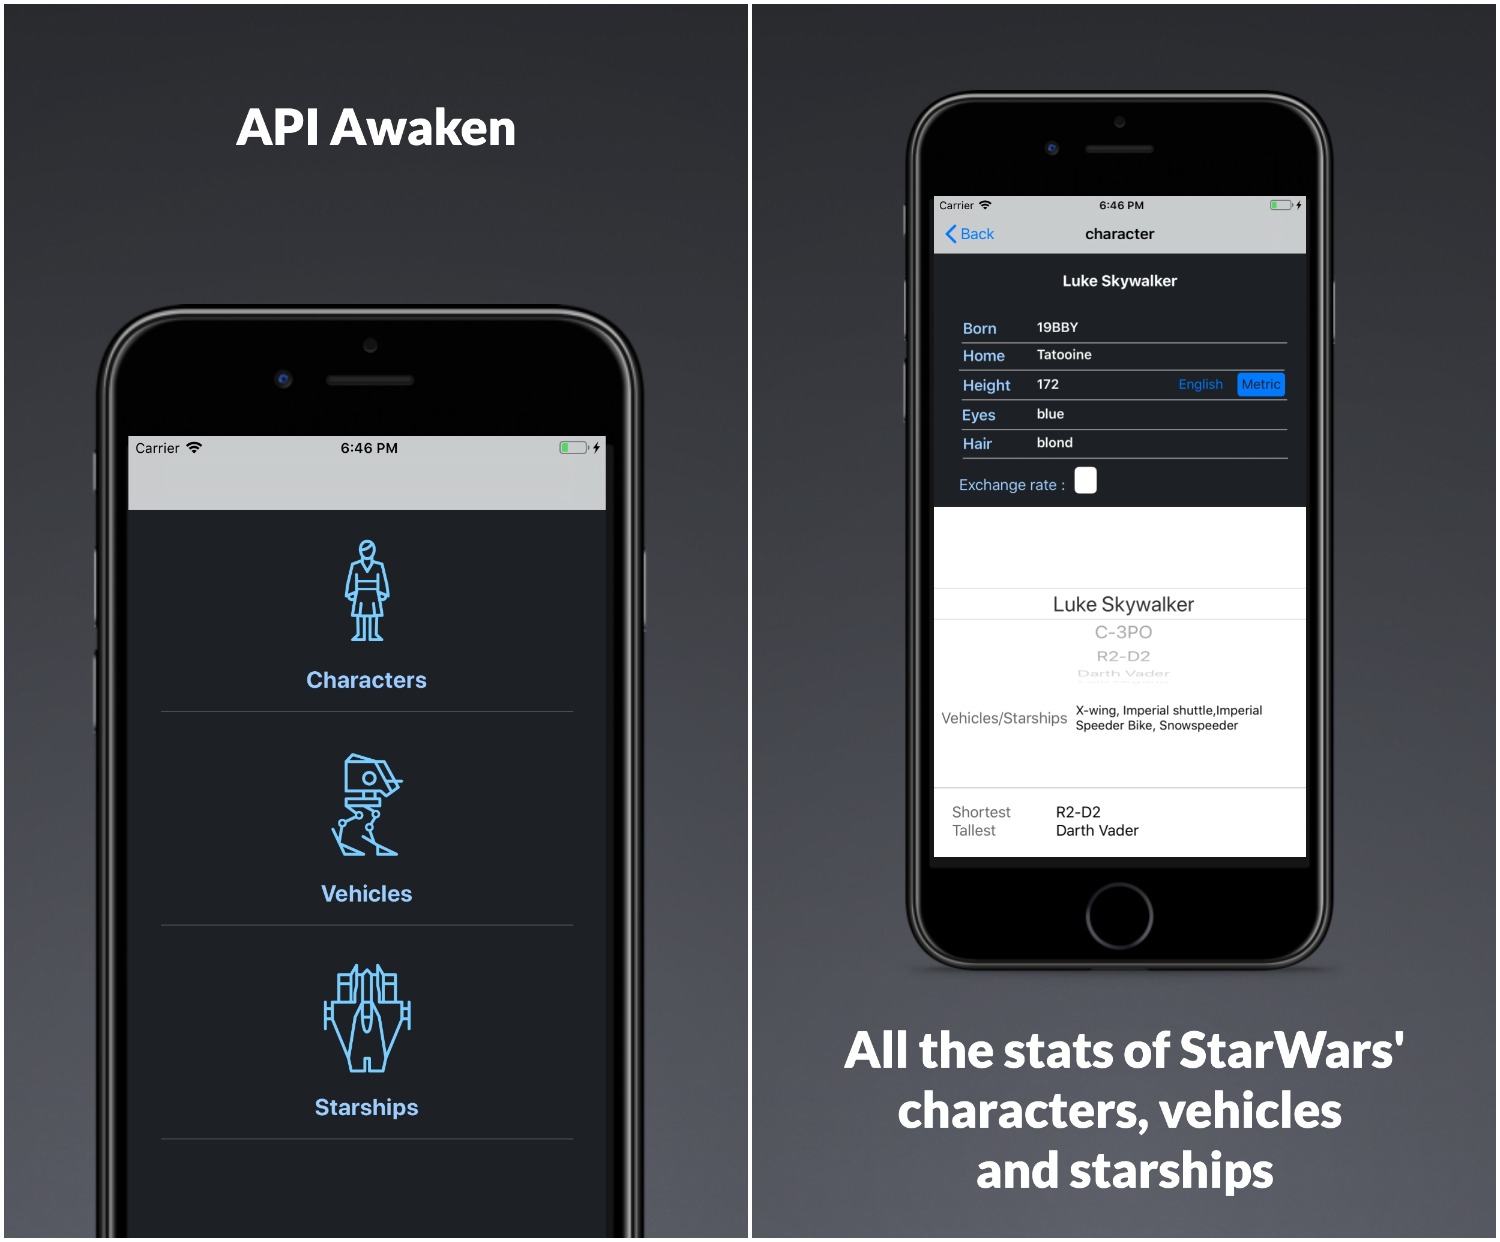 API Awaken
Carrier
6:46 PM
Characters
Vehicles
Starships
Carrier
6:46 PM
Back
character
Luke Skywalker
Born 19BBY
Home Tatooine
Height 172 English Metric
Eyes blue
Hair blond
Exchange rate :
Luke Skywalker
C-3PO
R2-D2
Darth Vader
Vehicles/Starships
X-wing, Imperial shuttle,Imperial
Speeder Bike, Snowspeeder
Shortest R2-D2
Tallest Darth Vader
All the stats of StarWars'
characters, vehicles
and starships